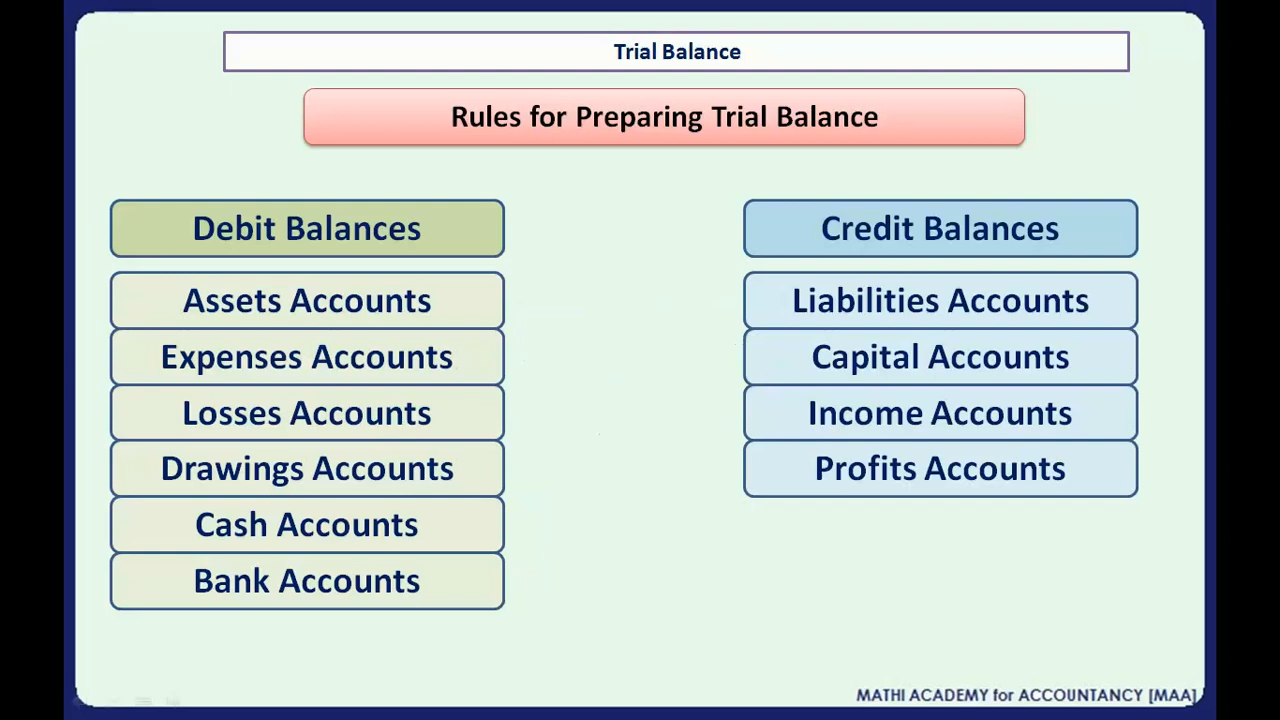 Trial Balance
Rules for Preparing Trial Balance
Debit Balances
Assets Accounts
Expenses Accounts
Losses Accounts
Drawings Accounts
Cash Accounts
Bank Accounts
Credit Balances
Liabilities Accounts
Capital Accounts
Income Accounts
Profits Accounts
MATHI ACADEMY for ACCOUNTANCY [MAA]